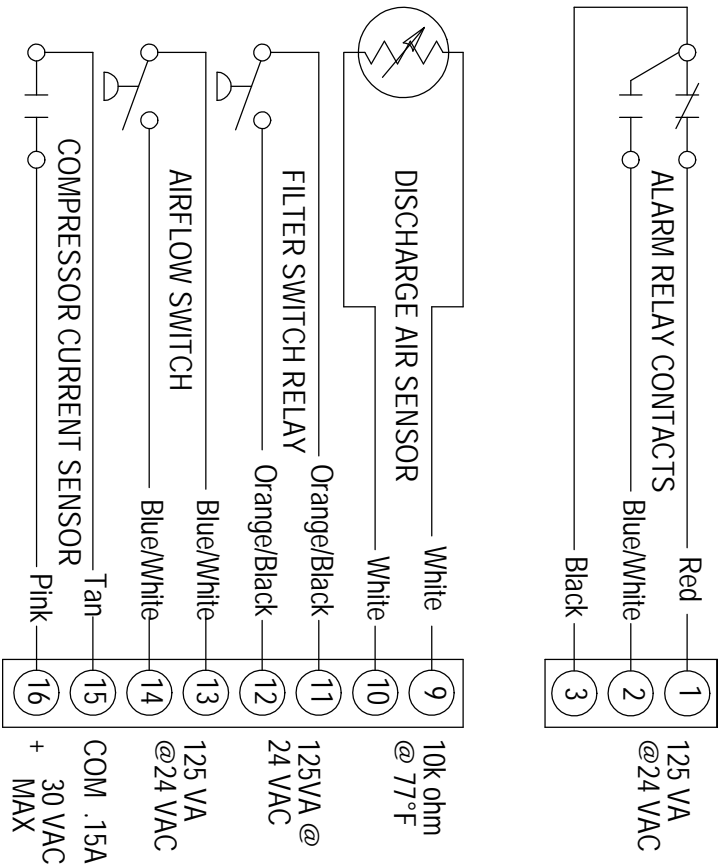 ALARM RELAY CONTACTS
Red
1
Blue/White
2
Black
3
125 VA
@24 VAC
DISCHARGE AIR SENSOR
White
9
White
10
10k ohm
@ 77°F
FILTER SWITCH RELAY
Orange/Black
11
Orange/Black
12
125VA @
24 VAC
AIRFLOW SWITCH
Blue/White
13
Blue/White
14
125 VA
@24 VAC
COMPRESSOR CURRENT SENSOR
Tan
15
Pink
16
COM .15A
+ 30 VAC
MAX